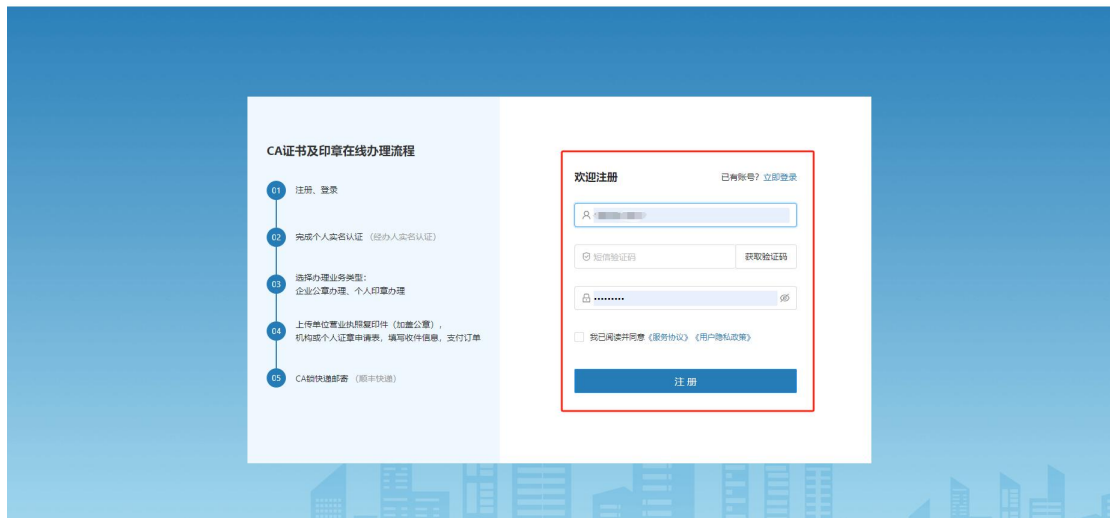 CA证书及印章在线办理流程
01 注册、登录
02 完成个人实名认证 (经办人实名认证)
03 选择办理业务类型:
企业公章办理、个人印章办理
04 上传单位营业执照复印件（加盖公章）,
机构或个人证章申请表，填写收件信息，支付订单
05 CA锁快递邮寄 (顺丰快递)
欢迎注册 已有账号？立即登录
短信验证码 获取验证码
•••••••••
我已阅读并同意《服务协议》《用户隐私政策》
注 册